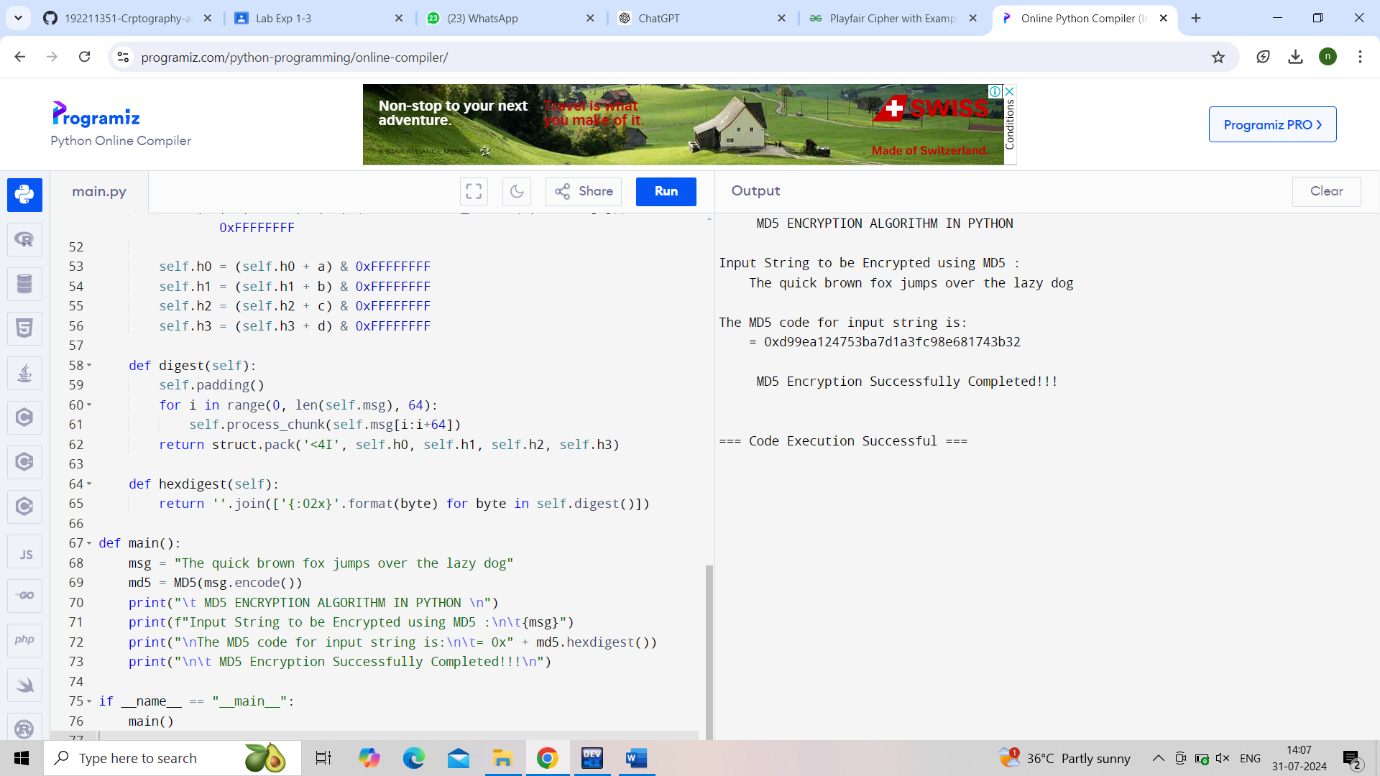 192211351-Crptography-a
Lab Exp 1-3
(23) WhatsApp
ChatGPT
Playfair Cipher with Examp
Online Python Compiler (In
programiz.com/python-programming/online-compiler/
n
Programiz
Python Online Compiler
Non-stop to your next
adventure.
A STAR ALLIANCE MEMBER
Travel is what
you make of it.
SWISS
Made of Switzerland.
Conditions
Programiz PRO
main.py
Share
Run
Output
Clear
0xFFFFFFFF
52
53 self.h0 = (self.h0 + a) & 0xFFFFFFFF
54 self.h1 = (self.h1 + b) & 0xFFFFFFFF
55 self.h2 = (self.h2 + c) & 0xFFFFFFFF
56 self.h3 = (self.h3 + d) & 0xFFFFFFFF
57
58 def digest(self):
59 self.padding()
60 for i in range(0, len(self.msg), 64):
61 self.process_chunk(self.msg[i:i+64])
62 return struct.pack('<4I', self.h0, self.h1, self.h2, self.h3)
63
64 def hexdigest(self):
65 return ''.join(['{:02x}'.format(byte) for byte in self.digest()])
66
67 def main():
68 msg = "The quick brown fox jumps over the lazy dog"
69 md5 = MD5(msg.encode())
70 print("\t MD5 ENCRYPTION ALGORITHM IN PYTHON \n")
71 print(f"Input String to be Encrypted using MD5 :\n\t{msg}")
72 print("\nThe MD5 code for input string is:\n\t= 0x" + md5.hexdigest())
73 print("\n\t MD5 Encryption Successfully Completed!!!\n")
74
75 if __name__ == "__main__":
76 main()
77
MD5 ENCRYPTION ALGORITHM IN PYTHON
Input String to be Encrypted using MD5 :
The quick brown fox jumps over the lazy dog
The MD5 code for input string is:
= 0xd99ea124753ba7d1a3fc98e681743b32
MD5 Encryption Successfully Completed!!!
=== Code Execution Successful ===
JS
GO
php
Type here to search
DEV
W
1
36°C Partly sunny
ENG
14:07
31-07-2024
2